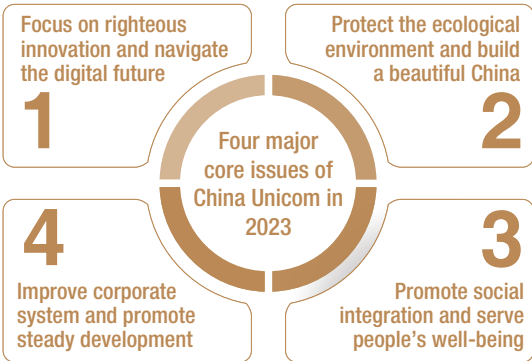 Focus on righteous
innovation and navigate
the digital future
1
Protect the ecological
environment and build
a beautiful China
2
Four major
core issues of
China Unicom in
2023
3
Promote social
integration and serve
people's well-being
4
Improve corporate
system and promote
steady development